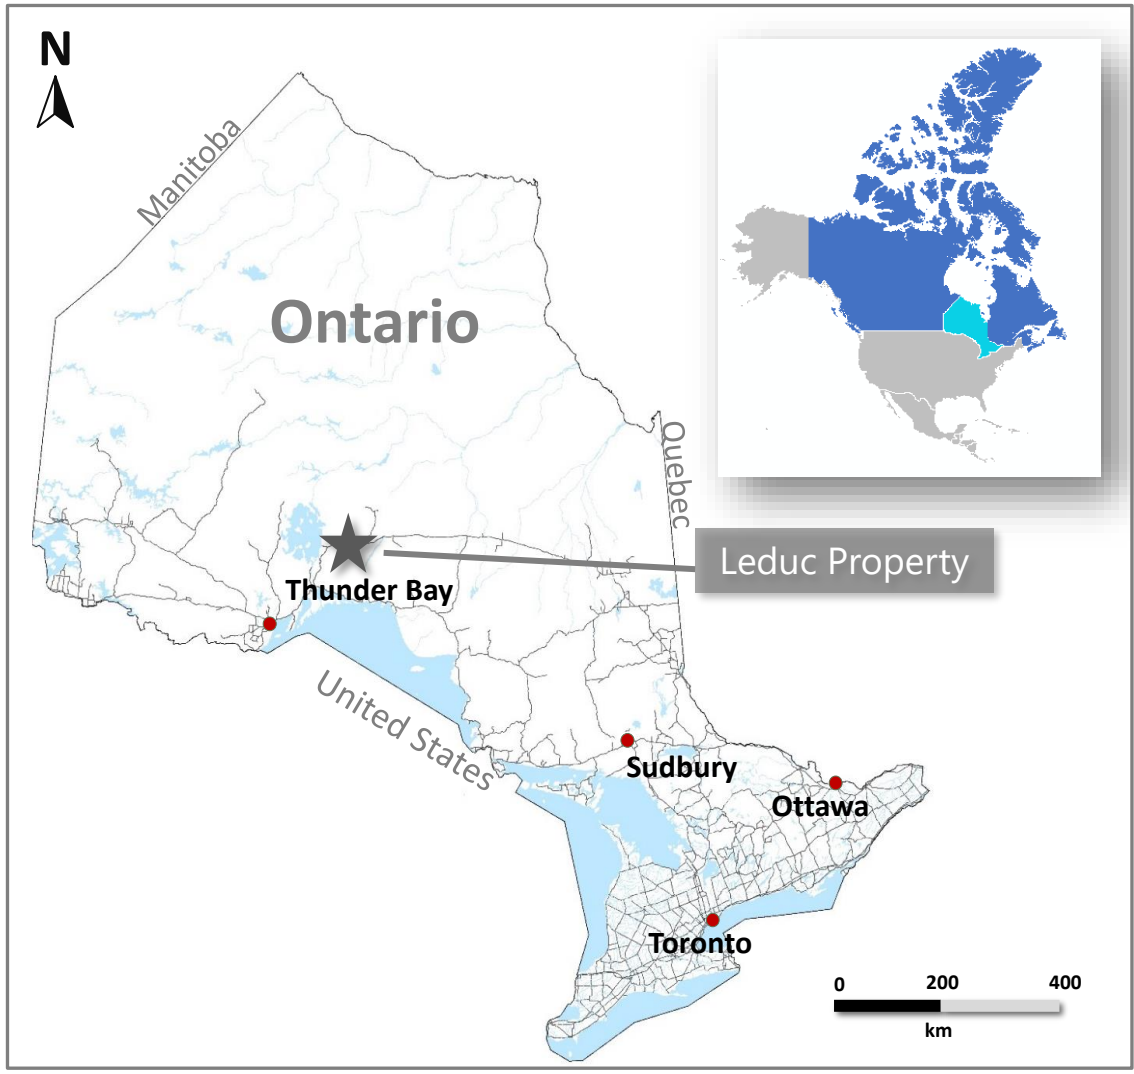 N
Manitoba
Ontario
Quebec
Leduc Property
Thunder Bay
United States
Sudbury
Ottawa
Toronto
0 200 400
km